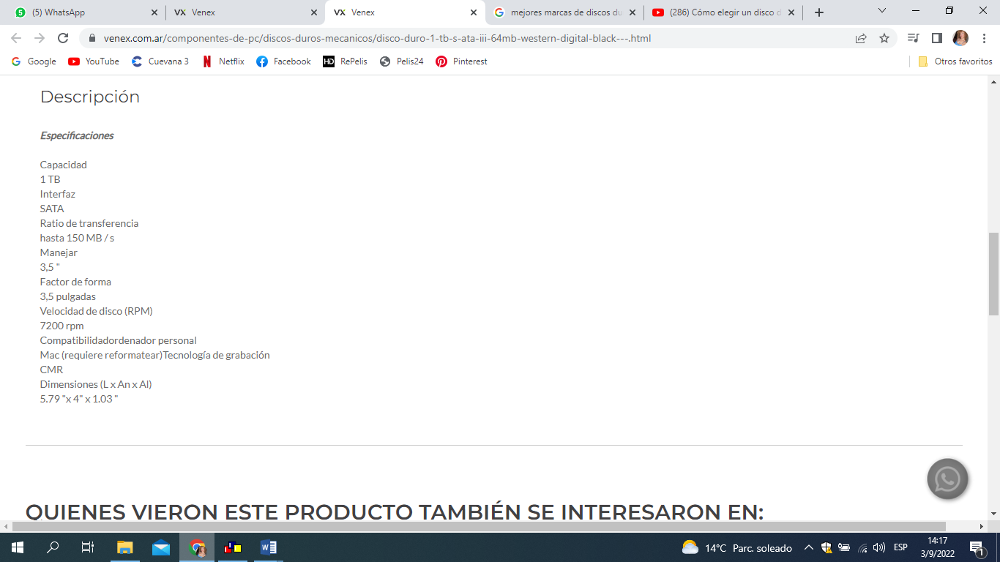 (5) WhatsApp
Venex
Venex
mejores marcas de discos du
(286) Cómo elegir un disco d
venex.com.ar/componentes-de-pc/discos-duros-mecanicos/disco-duro-1-tb-s-ata-iii-64mb-western-digital-black---.html
Google
YouTube
Cuevana 3
Netflix
Facebook
HD RePelis
Pelis24
Pinterest
Otros favoritos
Descripción
Especificaciones
Capacidad
1 TB
Interfaz
SATA
Ratio de transferencia
hasta 150 MB / s
Manejar
3,5 "
Factor de forma
3,5 pulgadas
Velocidad de disco (RPM)
7200 rpm
Compatibilidadordenador personal
Mac (requiere reformatear)Tecnología de grabación
CMR
Dimensiones (L x An x Al)
5.79 "x 4" x 1.03 "
QUIENES VIERON ESTE PRODUCTO TAMBIÉN SE INTERESARON EN:
14°C Parc. soleado
ESP
14:17
3/9/2022
1